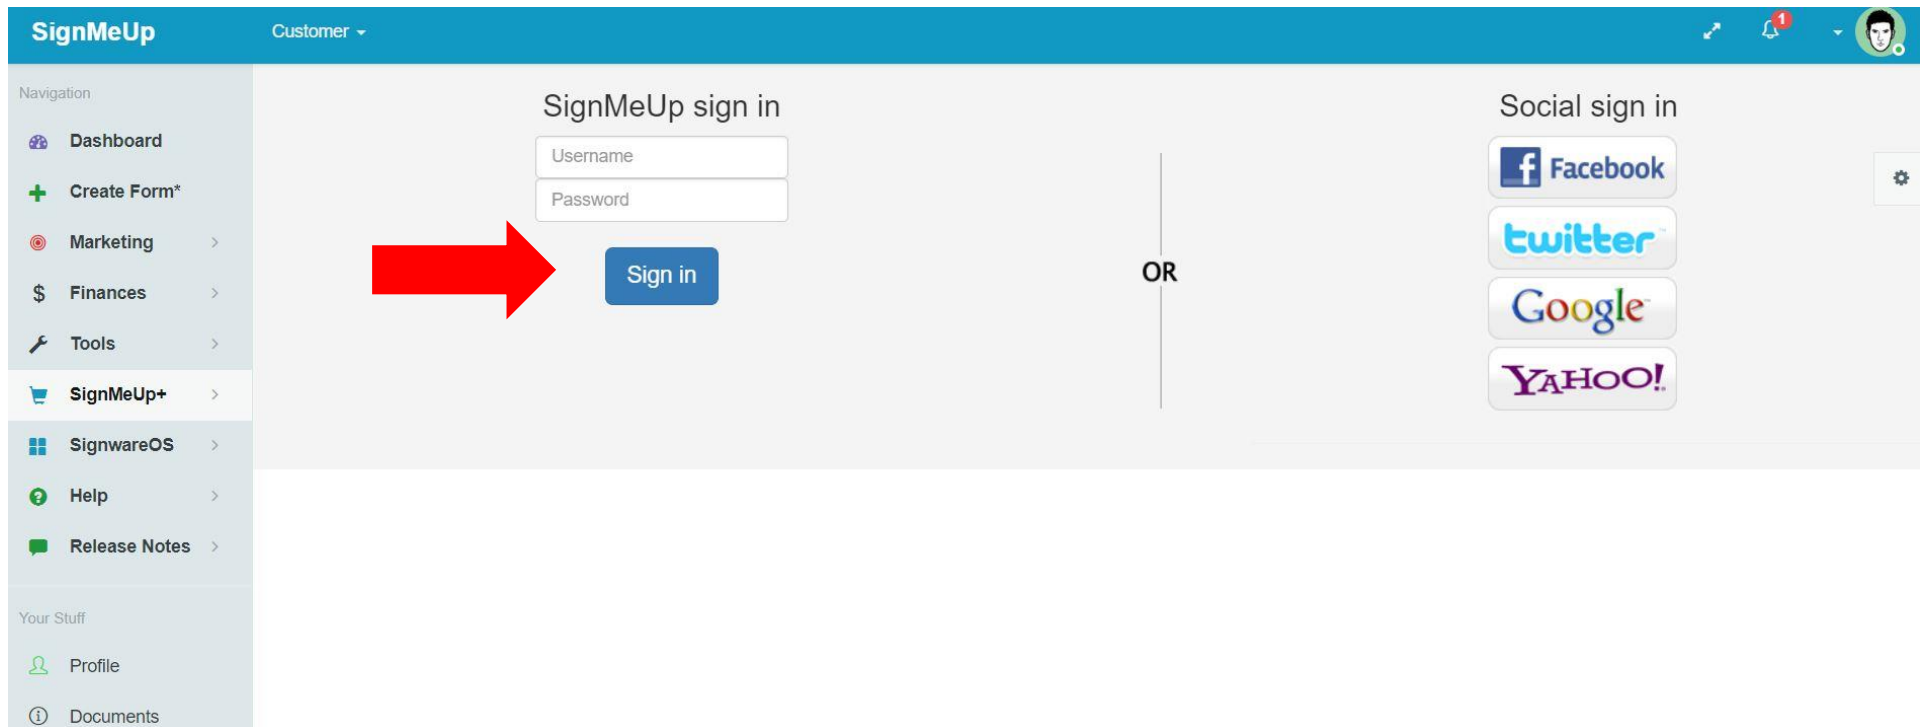 SignMeUp
Customer
1
Navigation
Dashboard
Create Form*
Marketing
Finances
Tools
SignMeUp+
SignwareOS
Help
Release Notes
Your Stuff
Profile
Documents
SignMeUp sign in
Username
Password
Sign in
OR
Social sign in
Facebook
twitter
Google
YAHOO!